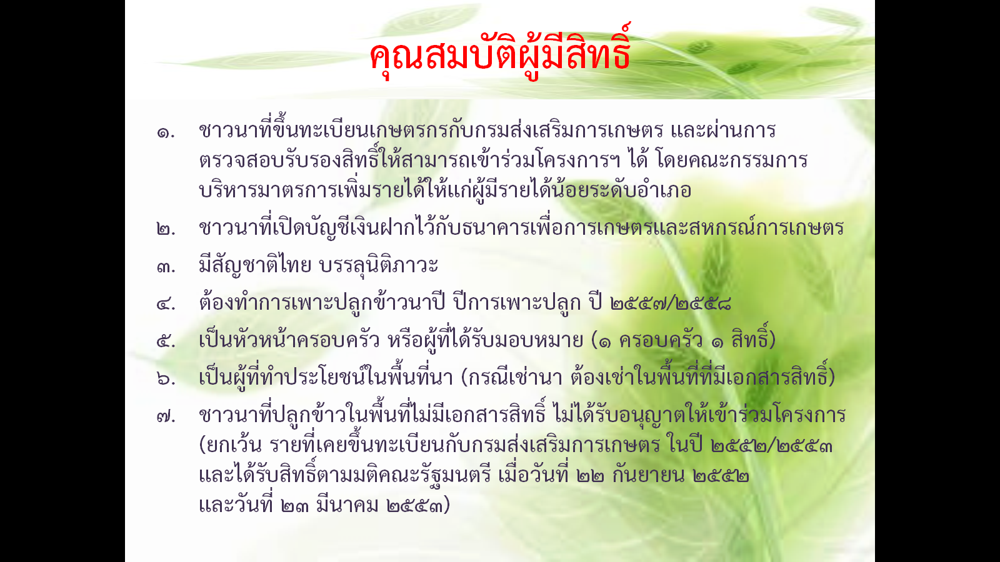 คุณสมบัติผู้มีสิทธิ์
๑. ชาวนาที่ขึ้นทะเบียนเกษตรกรกับกรมส่งเสริมการเกษตร และผ่านการ
ตรวจสอบรับรองสิทธิ์ให้สามารถเข้าร่วมโครงการฯ ได้ โดยคณะกรรมการ
บริหารมาตรการเพิ่มรายได้ให้แก่ผู้มีรายได้น้อยระดับอำเภอ
๒. ชาวนาที่เปิดบัญชีเงินฝากไว้กับธนาคารเพื่อการเกษตรและสหกรณ์การเกษตร
๓. มีสัญชาติไทย บรรลุนิติภาวะ
๔. ต้องทำการเพาะปลูกข้าวนาปี ปีการเพาะปลูก ปี ๒๕๕๗/๒๕๕๘
๕. เป็นหัวหน้าครอบครัว หรือผู้ที่ได้รับมอบหมาย (๑ ครอบครัว ๑ สิทธิ์)
๖. เป็นผู้ที่ทำประโยชน์ในพื้นที่นา (กรณีเช่านา ต้องเช่าในพื้นที่ที่มีเอกสารสิทธิ์)
๗. ชาวนาที่ปลูกข้าวในพื้นที่ไม่มีเอกสารสิทธิ์ ไม่ได้รับอนุญาตให้เข้าร่วมโครงการ
(ยกเว้น รายที่เคยขึ้นทะเบียนกับกรมส่งเสริมการเกษตร ในปี ๒๕๕๒/๒๕๕๓
และได้รับสิทธิ์ตามมติคณะรัฐมนตรี เมื่อวันที่ ๒๒ กันยายน ๒๕๕๒
และวันที่ ๒๓ มีนาคม ๒๕๕๓)